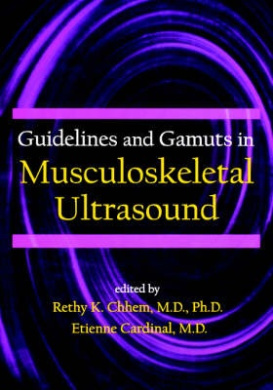 Guidelines and Gamuts in
Musculoskeletal
Ultrasound
edited by
Rethy K. Chhem, M.D., Ph.D.
Etienne Cardinal, M.D.